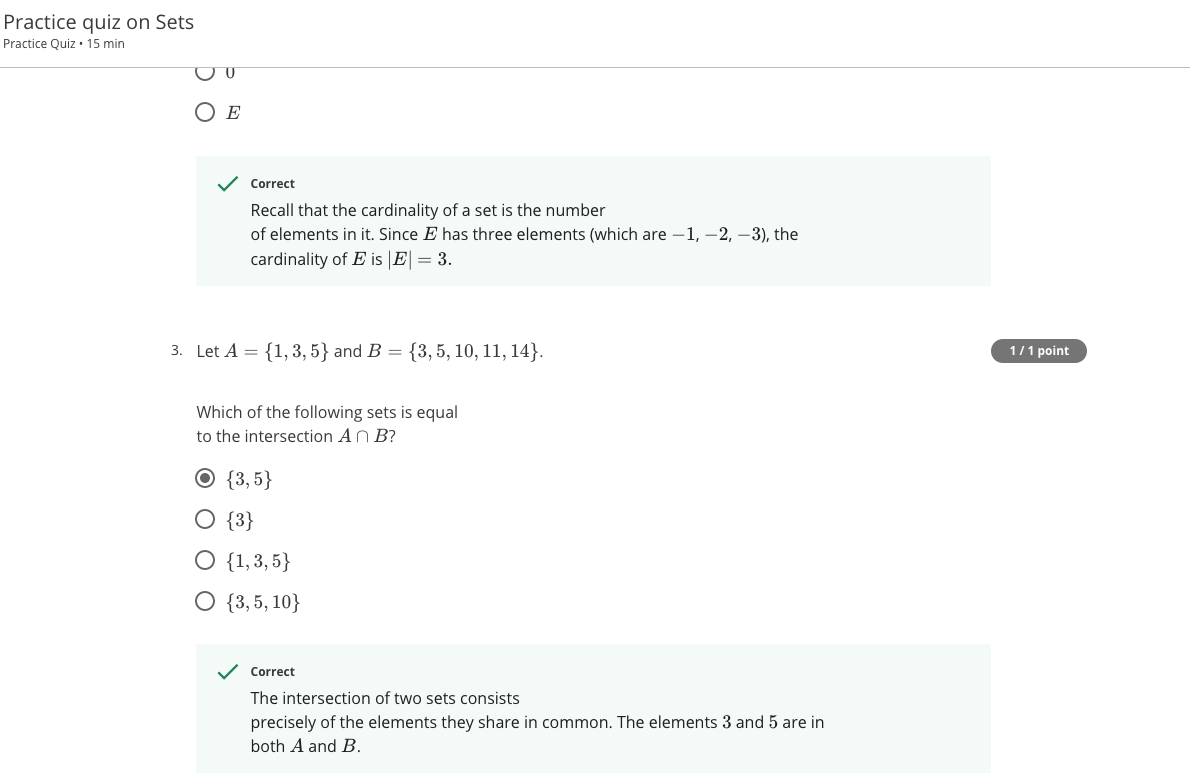 Practice quiz on Sets
Practice Quiz • 15 min
0
E
Correct
Recall that the cardinality of a set is the number
of elements in it. Since E has three elements (which are −1, −2, −3), the
cardinality of E is |E| = 3.
3. Let A = {1, 3, 5} and B = {3, 5, 10, 11, 14}.
1 / 1 point
Which of the following sets is equal
to the intersection A ∩ B?
{3, 5}
{3}
{1, 3, 5}
{3, 5, 10}
Correct
The intersection of two sets consists
precisely of the elements they share in common. The elements 3 and 5 are in
both A and B.